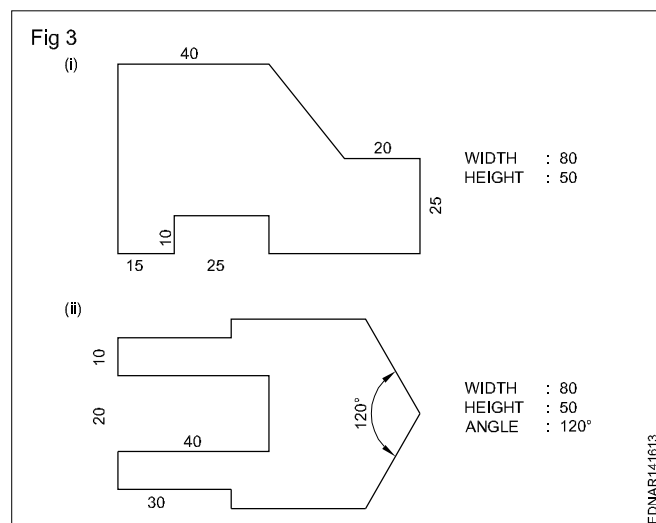 Fig 3
(i)
40
20
WIDTH : 80
HEIGHT : 50
25
10
15 25
(ii)
10
20
40
30
120°
WIDTH : 80
HEIGHT : 50
ANGLE : 120°
FDNAR141613